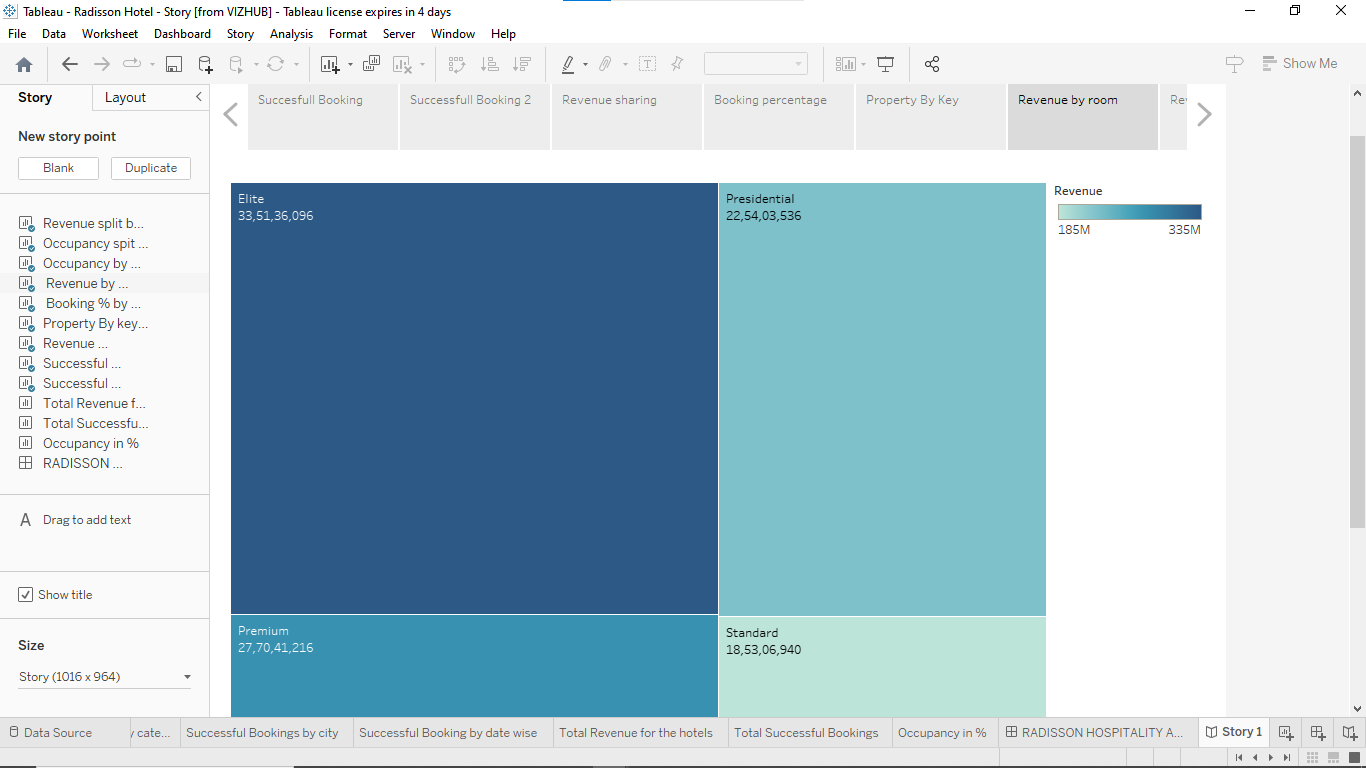 Tableau - Radisson Hotel - Story [from VIZHUB] - Tableau license expires in 4 days
File Data Worksheet Dashboard Story Analysis Format Server Window Help
Show Me
Story Layout
New story point
Blank Duplicate
Revenue split b...
Occupancy spit ...
Occupancy by ...
Revenue by ...
Booking % by ...
Property By key...
Revenue ...
Successful ...
Successful ...
Total Revenue f...
Total Successfu...
Occupancy in %
RADISSON ...
A Drag to add text
Show title
Size
Story (1016 x 964)
Succesfull Booking
Successfull Booking 2
Revenue sharing
Booking percentage
Property By Key
Revenue by room
Re
Elite
33,51,36,096
Presidential
22,54,03,536
Premium
27,70,41,216
Standard
18,53,06,940
Revenue
185M 335M
Data Source
y cate...
Successful Bookings by city
Successful Booking by date wise
Total Revenue for the hotels
Total Successful Bookings
Occupancy in %
RADISSON HOSPITALITY A...
Story 1